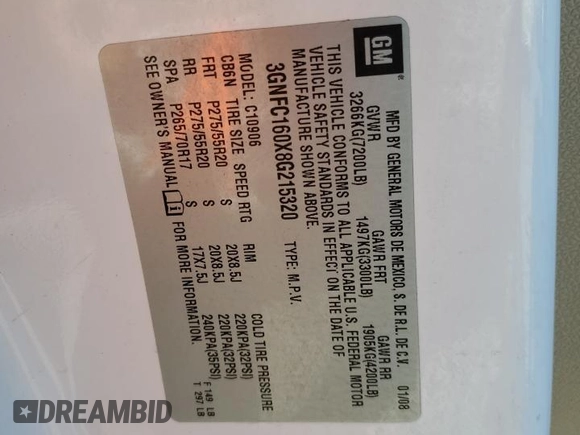 GM
®
MFD BY GENERAL MOTORS DE MEXICO, S. DE R.L. DE C.V. 01/08
GVWR GAWR FRT GAWR RR
3266KG(7200LB) 1497KG(3300LB) 1905KG(4200LB)
THIS VEHICLE CONFORMS TO ALL APPLICABLE U.S. FEDERAL MOTOR
VEHICLE SAFETY STANDARDS IN EFFECT ON THE DATE OF
MANUFACTURE SHOWN ABOVE.
3GNFC160X8G215320 TYPE: M.P.V.
MODEL: C10906
CB6N TIRE SIZE SPEED RTG RIM COLD TIRE PRESSURE
FRT P275/55R20 S 20X8.5J 220KPA(32PSI)
RR P275/55R20 S 20X8.5J 220KPA(32PSI)
SPA P265/70R17 S 17X7.5J 240KPA(35PSI)
SEE OWNER'S MANUAL FOR MORE INFORMATION.
F 149 LB
T 297 LB
DREAMBID